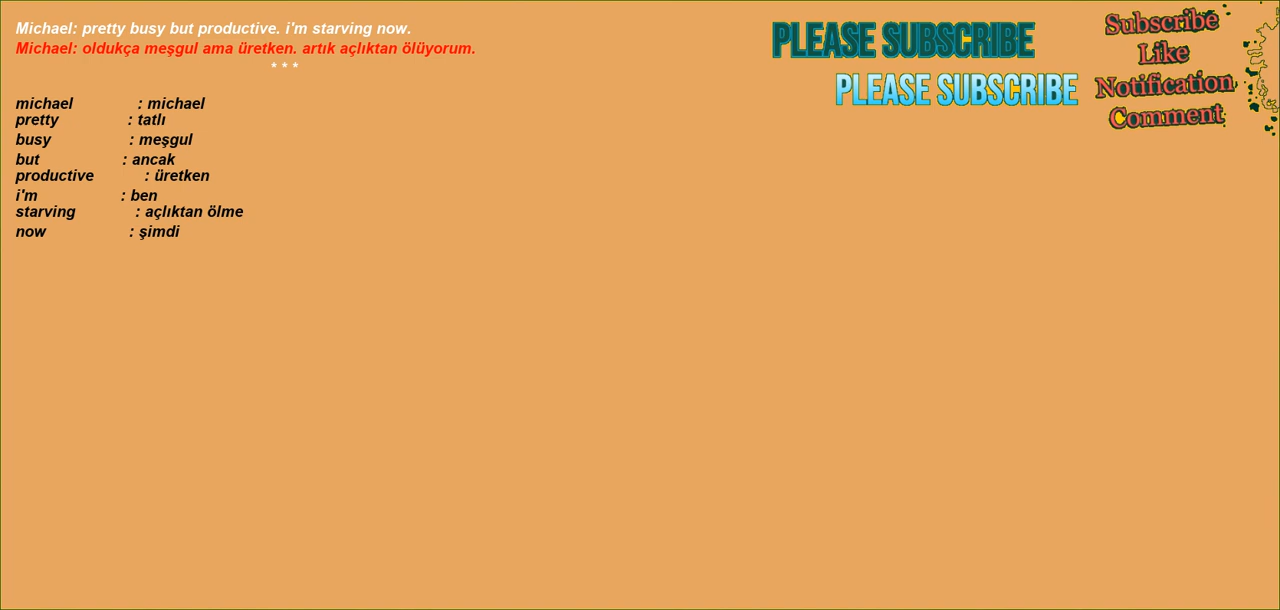 Michael: pretty busy but productive. i'm starving now.
Michael: oldukça meşgul ama üretken. artık açlıktan ölüyorum.
* * *
michael : michael
pretty : tatlı
busy : meşgul
but : ancak
productive : üretken
i'm : ben
starving : açlıktan ölme
now : şimdi
PLEASE SUBSCRIBE
PLEASE SUBSCRIBE
Subscribe
Like
Notification
Comment